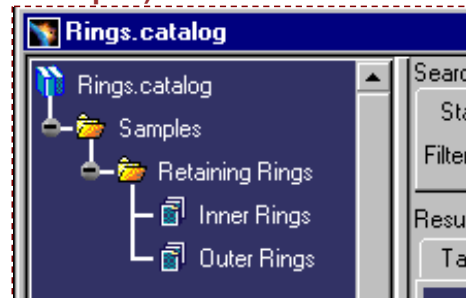 Rings.catalog
Rings.catalog
Samples
Retaining Rings
Inner Rings
Outer Rings